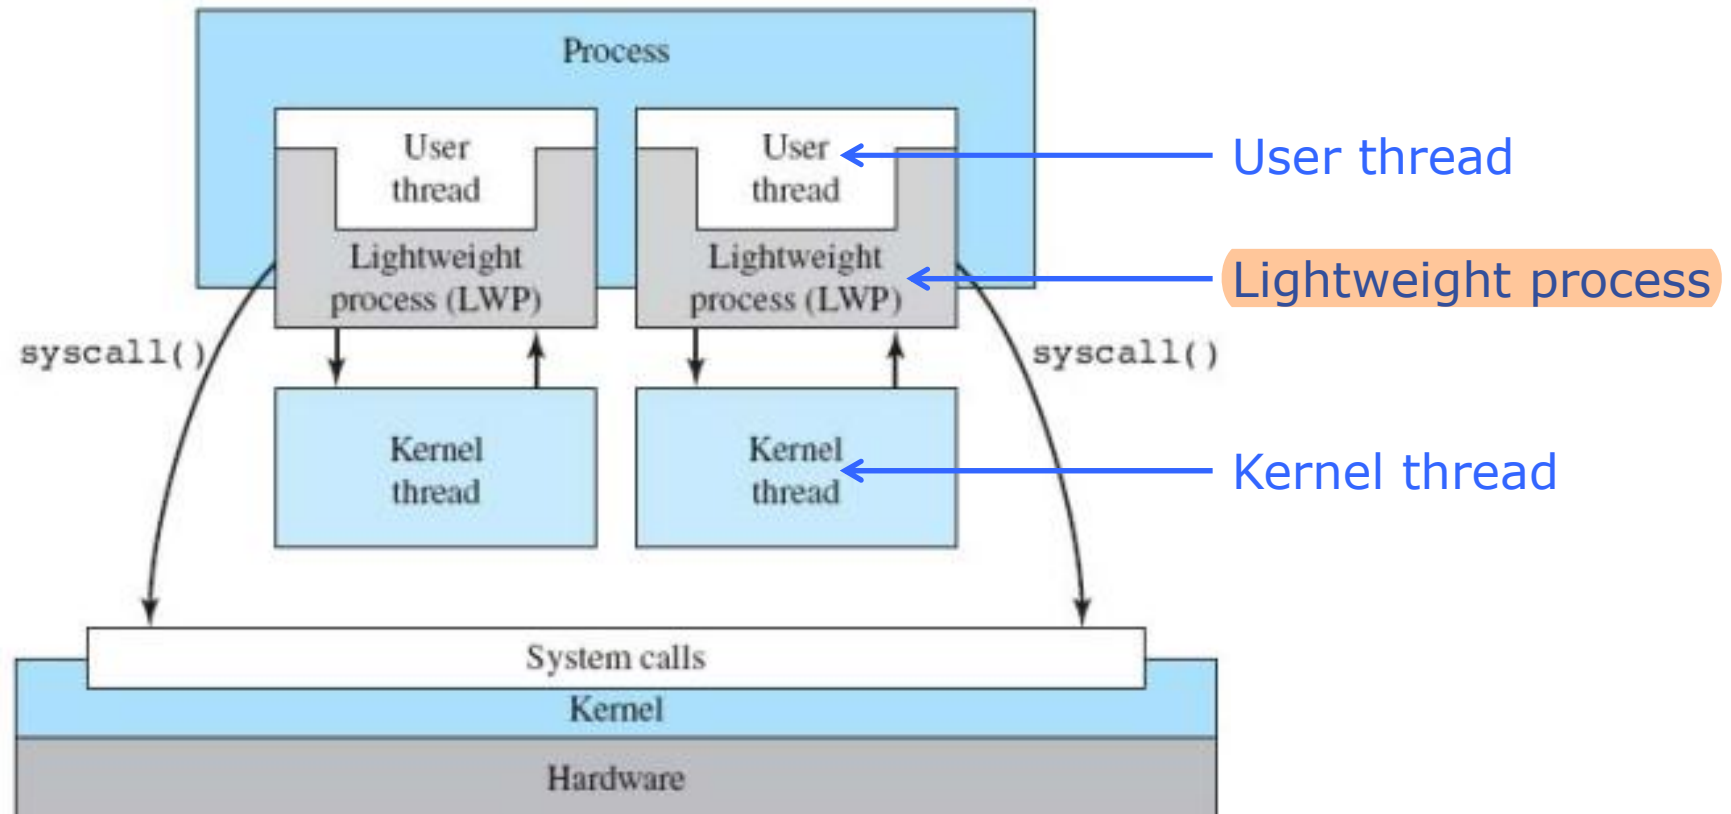 Process
User
thread
User
thread
User thread
Lightweight
process (LWP)
Lightweight
process (LWP)
Lightweight process
syscall()
syscall()
Kernel
thread
Kernel
thread
Kernel thread
System calls
Kernel
Hardware